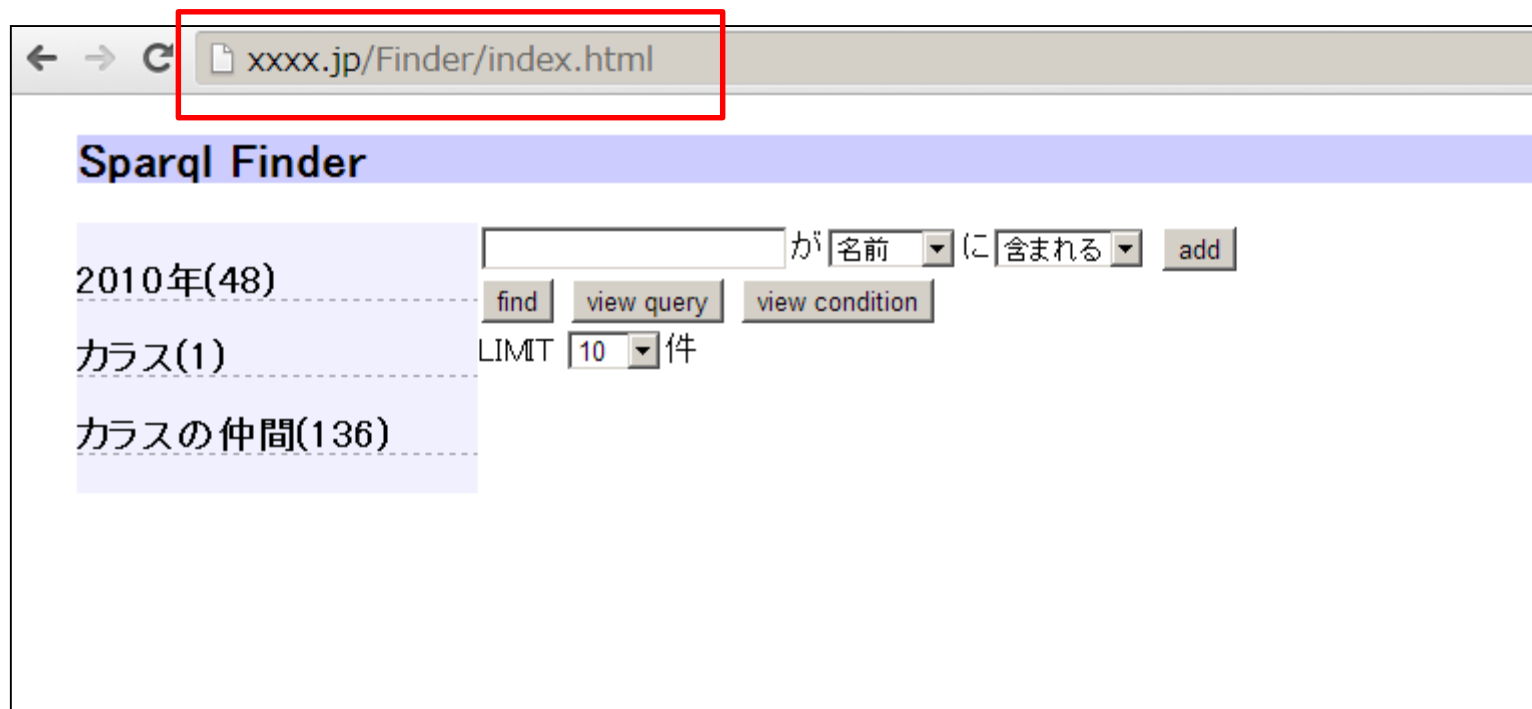 xxxx.jp/Finder/index.html
Sparql Finder
2010年(48)
カラス(1)
カラスの仲間(136)
が 名前 に 含まれる add
find view query view condition
LIMIT 10 件